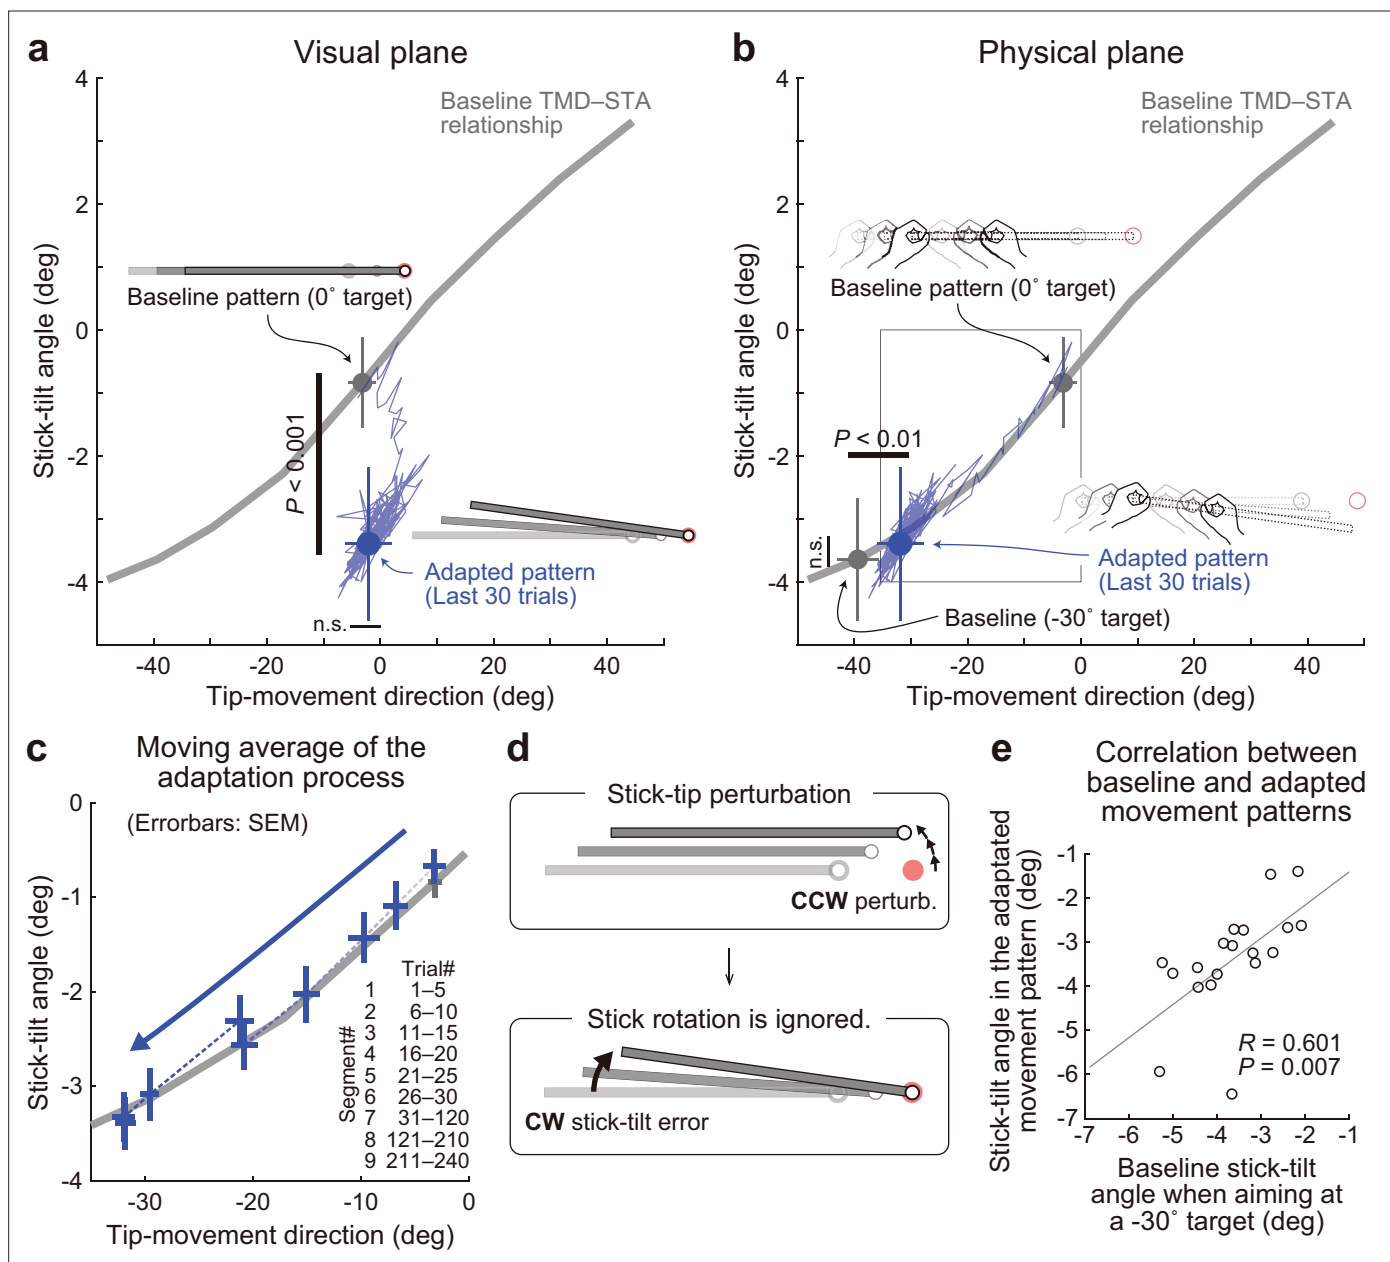 a
Visual plane
4
2
0
-2
-4
Stick-tilt angle (deg)
Baseline TMD–STA
relationship
Baseline pattern (0° target)
P < 0.001
Adapted pattern
(Last 30 trials)
n.s.
-40
-20
0
20
40
Tip-movement direction (deg)
b
Physical plane
4
2
0
-2
-4
Stick-tilt angle (deg)
Baseline TMD–STA
relationship
Baseline pattern (0° target)
P < 0.01
n.s.
Adapted pattern
(Last 30 trials)
Baseline (-30° target)
-40
-20
0
20
40
Tip-movement direction (deg)
c
Moving average of the
adaptation process
0
-1
-2
-3
-4
Stick-tilt angle (deg)
(Errorbars: SEM)
Segment#
Trial#
1 1–5
2 6–10
3 11–15
4 16–20
5 21–25
6 26–30
7 31–120
8 121–210
9 211–240
-30
-20
-10
0
Tip-movement direction (deg)
d
Stick-tip perturbation
CCW perturb.
Stick rotation is ignored.
CW stick-tilt error
e
Correlation between
baseline and adapted
movement patterns
Stick-tilt angle in the adaptated
movement pattern (deg)
-1
-2
-3
-4
-5
-6
-7
R = 0.601
P = 0.007
-7
-6
-5
-4
-3
-2
-1
Baseline stick-tilt
angle when aiming at
a -30° target (deg)